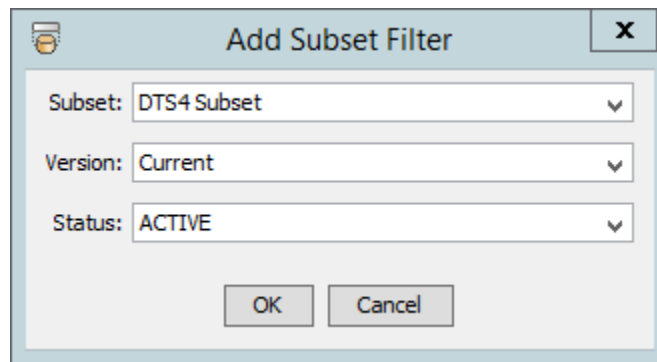 Add Subset Filter
X
Subset: DTS4 Subset
Version: Current
Status: ACTIVE
OK Cancel